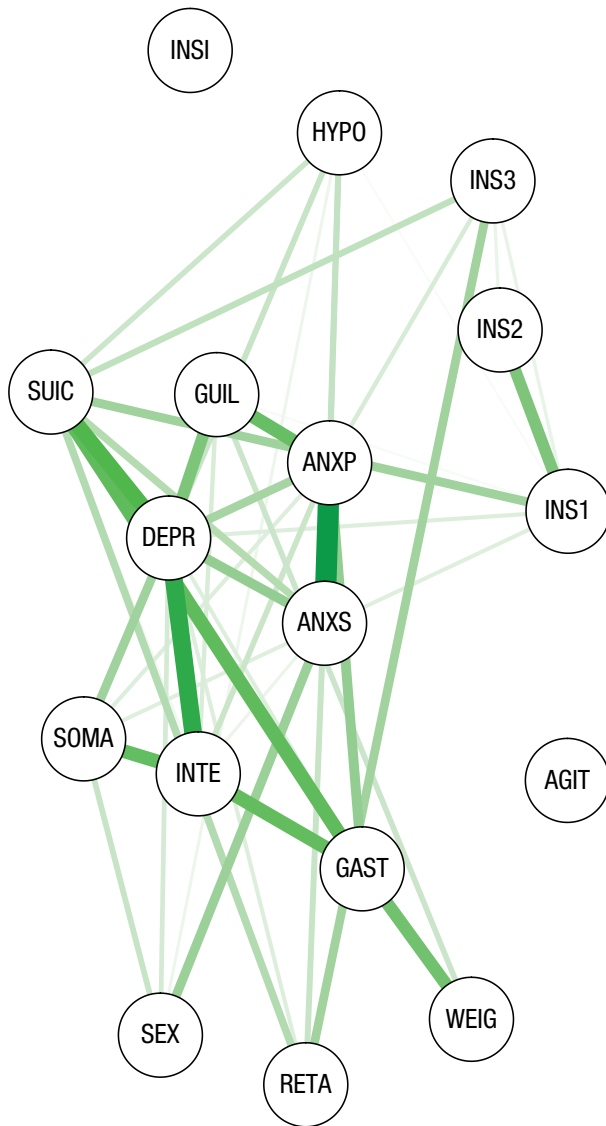 INSI
HYPO
INS3
INS2
SUIC
GUIL
ANXP
INS1
DEPR
ANXS
SOMA
INTE
AGIT
GAST
WEIG
SEX
RETA